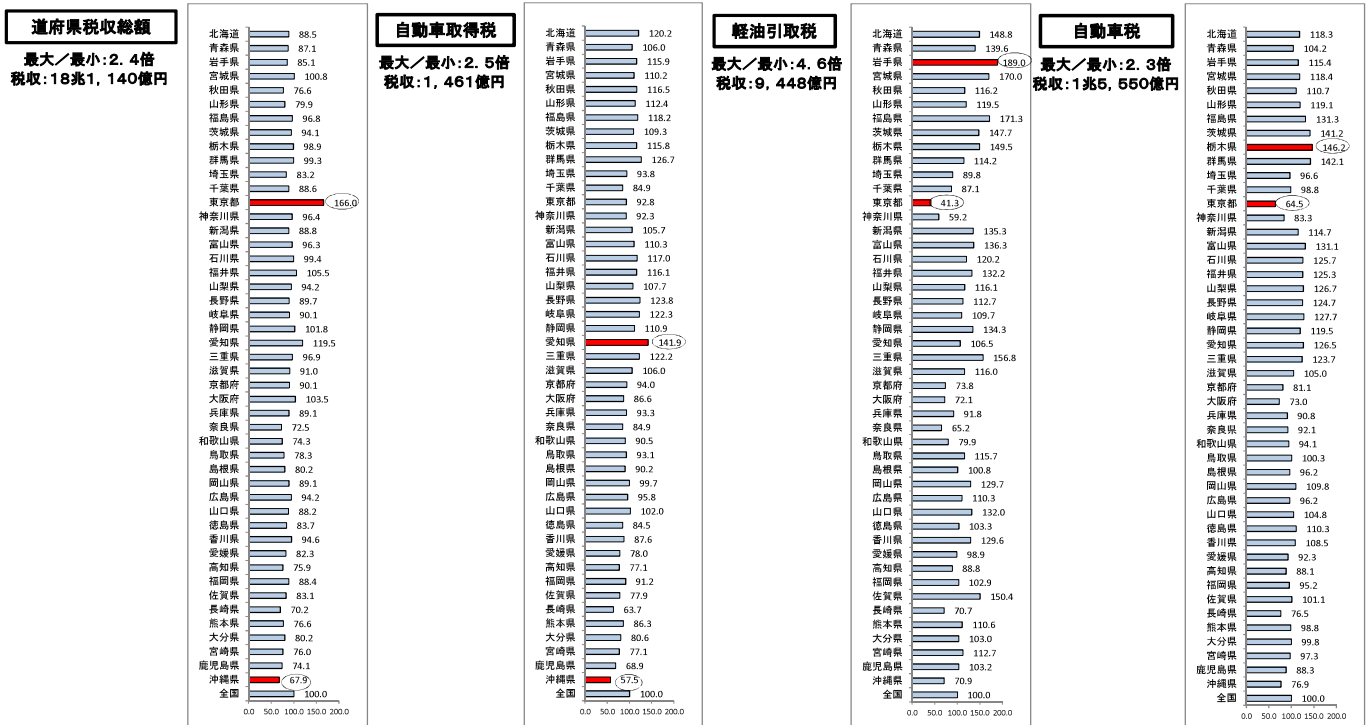 道府県税収総額
最大／最小：2．4倍
税収：18兆1，140億円
北海道 88.5
青森県 87.1
岩手県 85.1
宮城県 100.8
秋田県 76.6
山形県 79.9
福島県 96.8
茨城県 94.1
栃木県 98.9
群馬県 99.3
埼玉県 83.2
千葉県 88.6
東京都 166.0
神奈川県 96.4
新潟県 88.8
富山県 96.3
石川県 99.4
福井県 105.5
山梨県 94.2
長野県 89.7
岐阜県 90.1
静岡県 101.8
愛知県 119.5
三重県 96.9
滋賀県 91.0
京都府 90.1
大阪府 103.5
兵庫県 89.1
奈良県 72.5
和歌山県 74.3
鳥取県 78.3
島根県 80.2
岡山県 89.1
広島県 94.2
山口県 88.2
徳島県 83.7
香川県 94.6
愛媛県 82.3
高知県 75.9
福岡県 88.4
佐賀県 83.1
長崎県 70.2
熊本県 76.6
大分県 80.2
宮崎県 76.0
鹿児島県 74.1
沖縄県 67.9
全国 100.0
0.0 50.0 100.0 150.0 200.0
自動車取得税
最大／最小：2．5倍
税収：1，461億円
北海道 120.2
青森県 106.0
岩手県 115.9
宮城県 110.2
秋田県 116.5
山形県 112.4
福島県 118.2
茨城県 109.3
栃木県 115.8
群馬県 126.7
埼玉県 93.8
千葉県 84.9
東京都 92.8
神奈川県 92.3
新潟県 105.7
富山県 110.3
石川県 117.0
福井県 116.1
山梨県 107.7
長野県 123.8
岐阜県 122.3
静岡県 110.9
愛知県 141.9
三重県 122.2
滋賀県 106.0
京都府 94.0
大阪府 86.6
兵庫県 93.3
奈良県 84.9
和歌山県 90.5
鳥取県 93.1
島根県 90.2
岡山県 99.7
広島県 95.8
山口県 102.0
徳島県 84.5
香川県 87.6
愛媛県 78.0
高知県 77.1
福岡県 91.2
佐賀県 77.9
長崎県 63.7
熊本県 86.3
大分県 80.6
宮崎県 77.1
鹿児島県 68.9
沖縄県 57.5
全国 100.0
0.0 50.0 100.0 150.0 200.0
軽油引取税
最大／最小：4．6倍
税収：9，448億円
北海道 148.8
青森県 139.6
岩手県 189.0
宮城県 170.0
秋田県 116.2
山形県 119.5
福島県 171.3
茨城県 147.7
栃木県 149.5
群馬県 114.2
埼玉県 89.8
千葉県 87.1
東京都 41.3
神奈川県 59.2
新潟県 135.3
富山県 136.3
石川県 120.2
福井県 132.2
山梨県 116.1
長野県 112.7
岐阜県 109.7
静岡県 134.3
愛知県 106.5
三重県 156.8
滋賀県 116.0
京都府 73.8
大阪府 72.1
兵庫県 91.8
奈良県 65.2
和歌山県 79.9
鳥取県 115.7
島根県 100.8
岡山県 129.7
広島県 110.3
山口県 132.0
徳島県 103.3
香川県 129.6
愛媛県 98.9
高知県 88.8
福岡県 102.9
佐賀県 150.4
長崎県 70.7
熊本県 110.6
大分県 103.0
宮崎県 112.7
鹿児島県 103.2
沖縄県 70.9
全国 100.0
0.0 50.0 100.0 150.0 200.0
自動車税
最大／最小：2．3倍
税収：1兆5，550億円
北海道 118.3
青森県 104.2
岩手県 115.4
宮城県 118.4
秋田県 110.7
山形県 119.1
福島県 131.3
茨城県 141.2
栃木県 146.2
群馬県 142.1
埼玉県 96.6
千葉県 98.8
東京都 64.5
神奈川県 83.3
新潟県 114.7
富山県 131.1
石川県 125.7
福井県 125.3
山梨県 126.7
長野県 124.7
岐阜県 127.7
静岡県 119.5
愛知県 126.5
三重県 123.7
滋賀県 105.0
京都府 81.1
大阪府 73.0
兵庫県 90.8
奈良県 92.1
和歌山県 94.1
鳥取県 100.3
島根県 96.2
岡山県 109.8
広島県 96.2
山口県 104.8
徳島県 110.3
香川県 108.5
愛媛県 92.3
高知県 88.1
福岡県 95.2
佐賀県 101.1
長崎県 76.5
熊本県 98.8
大分県 99.8
宮崎県 97.3
鹿児島県 88.3
沖縄県 76.9
全国 100.0
0.0 50.0 100.0 150.0 200.0